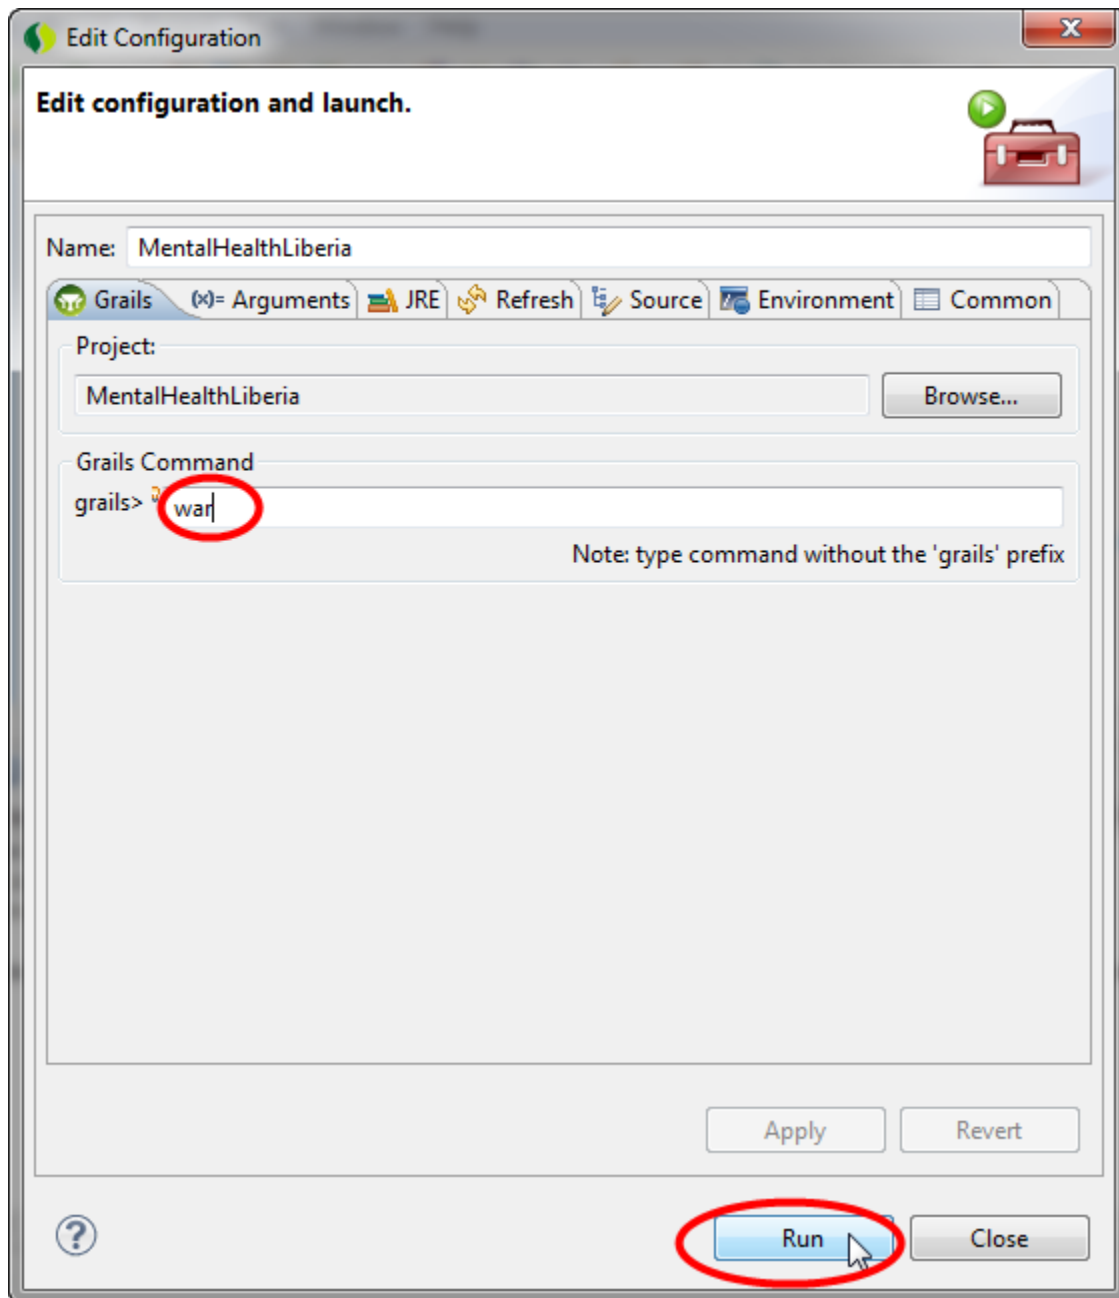 Edit Configuration
Edit configuration and launch.
Name: MentalHealthLiberia
Grails (x)= Arguments JRE Refresh Source Environment Common
Project:
MentalHealthLiberia Browse...
Grails Command
grails> war
Note: type command without the 'grails' prefix
Apply Revert
? Run Close